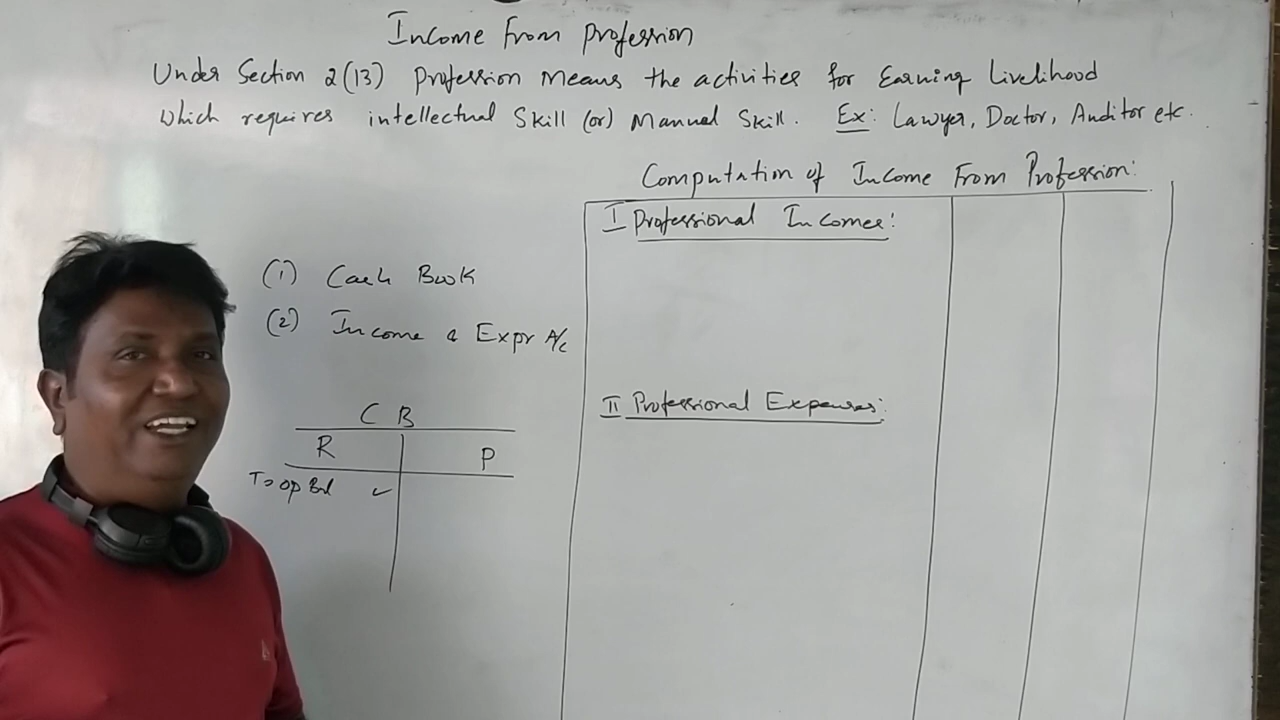 Income From Profession
Under Section 2(13) Profession Means the activities for Earning Livelihood
which requires intellectual Skill (or) Manual Skill. Ex: Lawyer, Doctor, Auditor etc.
Computation of Income From Profession:
I Professional Incomes:
(1) Cash Book
(2) Income & Expr A/c
II Professional Expenses:
C B
R P
To op Bal ✓